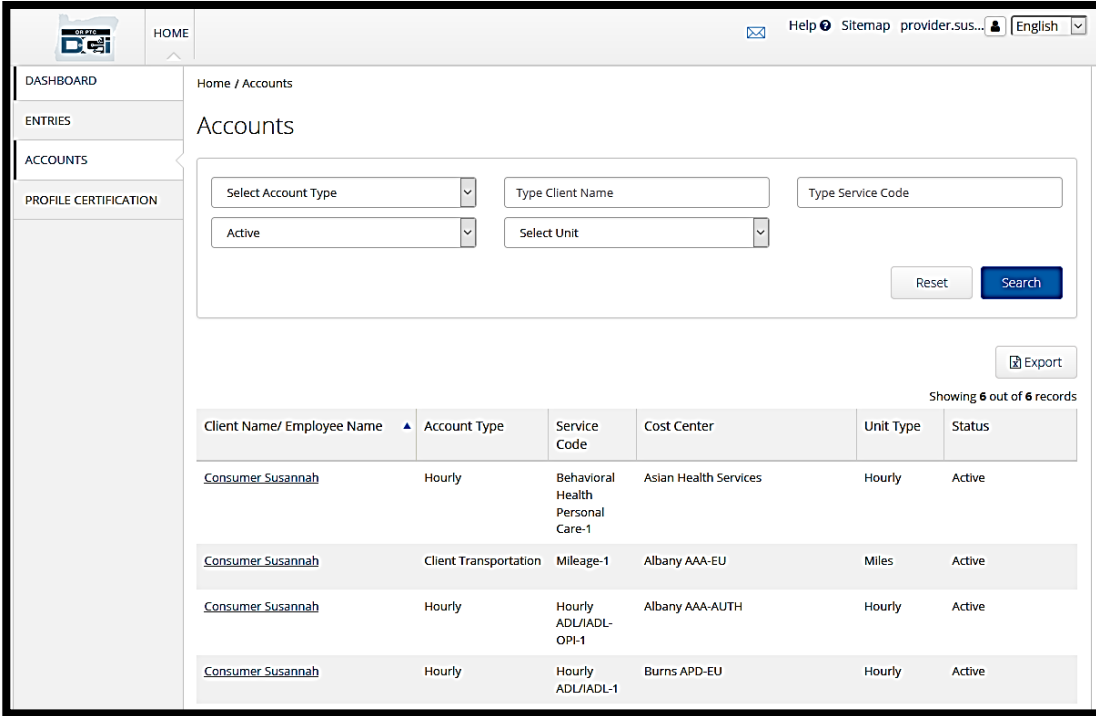 OR PTC
DCi
HOME
Help Sitemap provider.sus... English
DASHBOARD
ENTRIES
ACCOUNTS
PROFILE CERTIFICATION
Home / Accounts
Accounts
Select Account Type Type Client Name Type Service Code
Active Select Unit
Reset Search
Export
Showing 6 out of 6 records
Client Name/ Employee Name Account Type Service Code Cost Center Unit Type Status
Consumer Susannah Hourly Behavioral Health Personal Care-1 Asian Health Services Hourly Active
Consumer Susannah Client Transportation Mileage-1 Albany AAA-EU Miles Active
Consumer Susannah Hourly Hourly ADL/IADL-OPI-1 Albany AAA-AUTH Hourly Active
Consumer Susannah Hourly Hourly ADL/IADL-1 Burns APD-EU Hourly Active